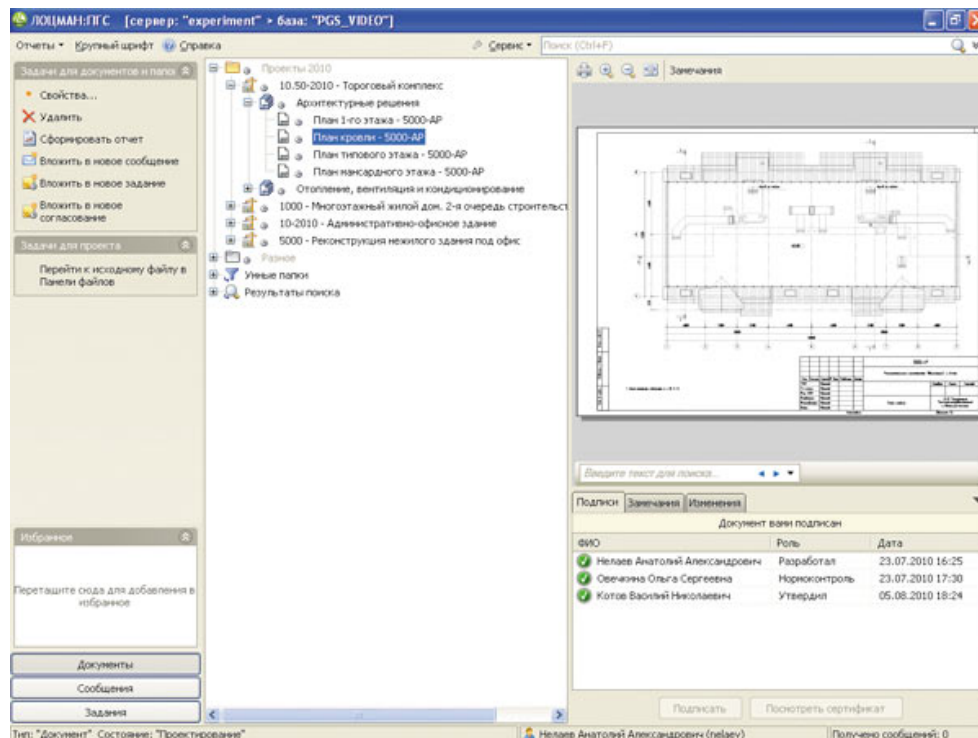 ЛОЦМАН:ПГС [сервер: "experiment" > база: "PGS_VIDEO"]
Отчеты Крупный шрифт Справка Сервис Поиск (Ctrl+F)
Задачи для документов и папо
Свойства...
Удалить
Сформировать отчет
Вложить в новое сообщение
Вложить в новое задание
Вложить в новое
согласование
Задачи для проекта
Перейти к исходному файлу в
Панели файлов
Избранное
Перетащите сюда для добавления в
избранное
Документы
Сообщения
Задания
Проекты 2010
10.50-2010 - Тороговый комплекс
Архитектурные решения
План 1-го этажа - 5000-АР
План кровли - 5000-АР
План типового этажа - 5000-АР
План мансардного этажа - 5000-АР
Отопление, вентиляция и кондиционирование
1000 - Многоэтажный жилой дом. 2-я очередь строительст
10-2010 - Административно-офисное здание
5000 - Реконструкция нежилого здания под офис
Разное
Умные папки
Результаты поиска
Замечания
Введите текст для поиска...
Подписи Замечания Изменения
Документ вами подписан
ФИО Роль Дата
Нелаев Анатолий Александрович Разработал 23.07.2010 16:25
Овечкина Ольга Сергеевна Нормоконтроль 23.07.2010 17:30
Котов Василий Николаевич Утвердил 05.08.2010 18:24
Подписать Посмотреть сертификат
Тип: "Документ" Состояние: "Проектирование" Нелаев Анатолий Александрович (nelaev) Получено сообщений: 0